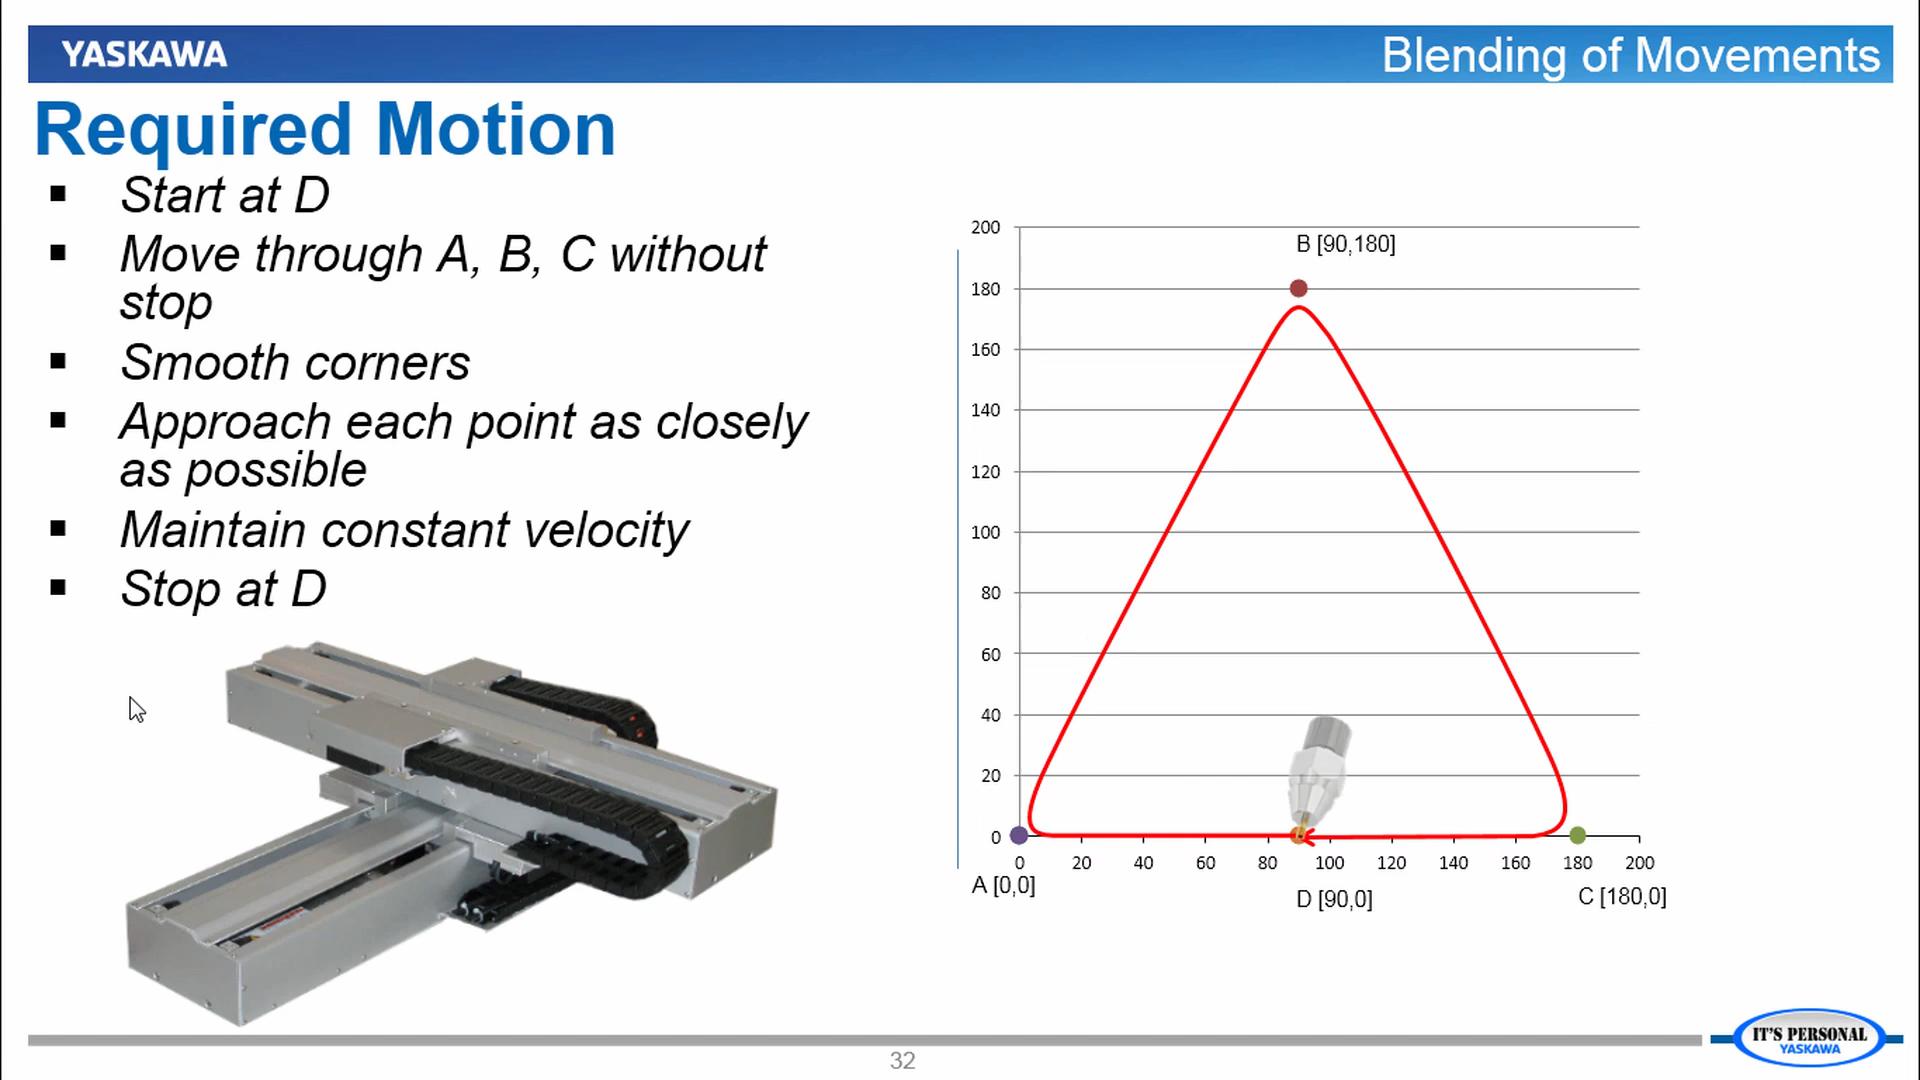 YASKAWA
Blending of Movements
Required Motion
▪ Start at D
▪ Move through A, B, C without
stop
▪ Smooth corners
▪ Approach each point as closely
as possible
▪ Maintain constant velocity
▪ Stop at D
200
B [90,180]
180
160
140
120
100
80
60
40
20
0
0 20 40 60 80 100 120 140 160 180 200
A [0,0]
D [90,0]
C [180,0]
IT'S PERSONAL
YASKAWA
32